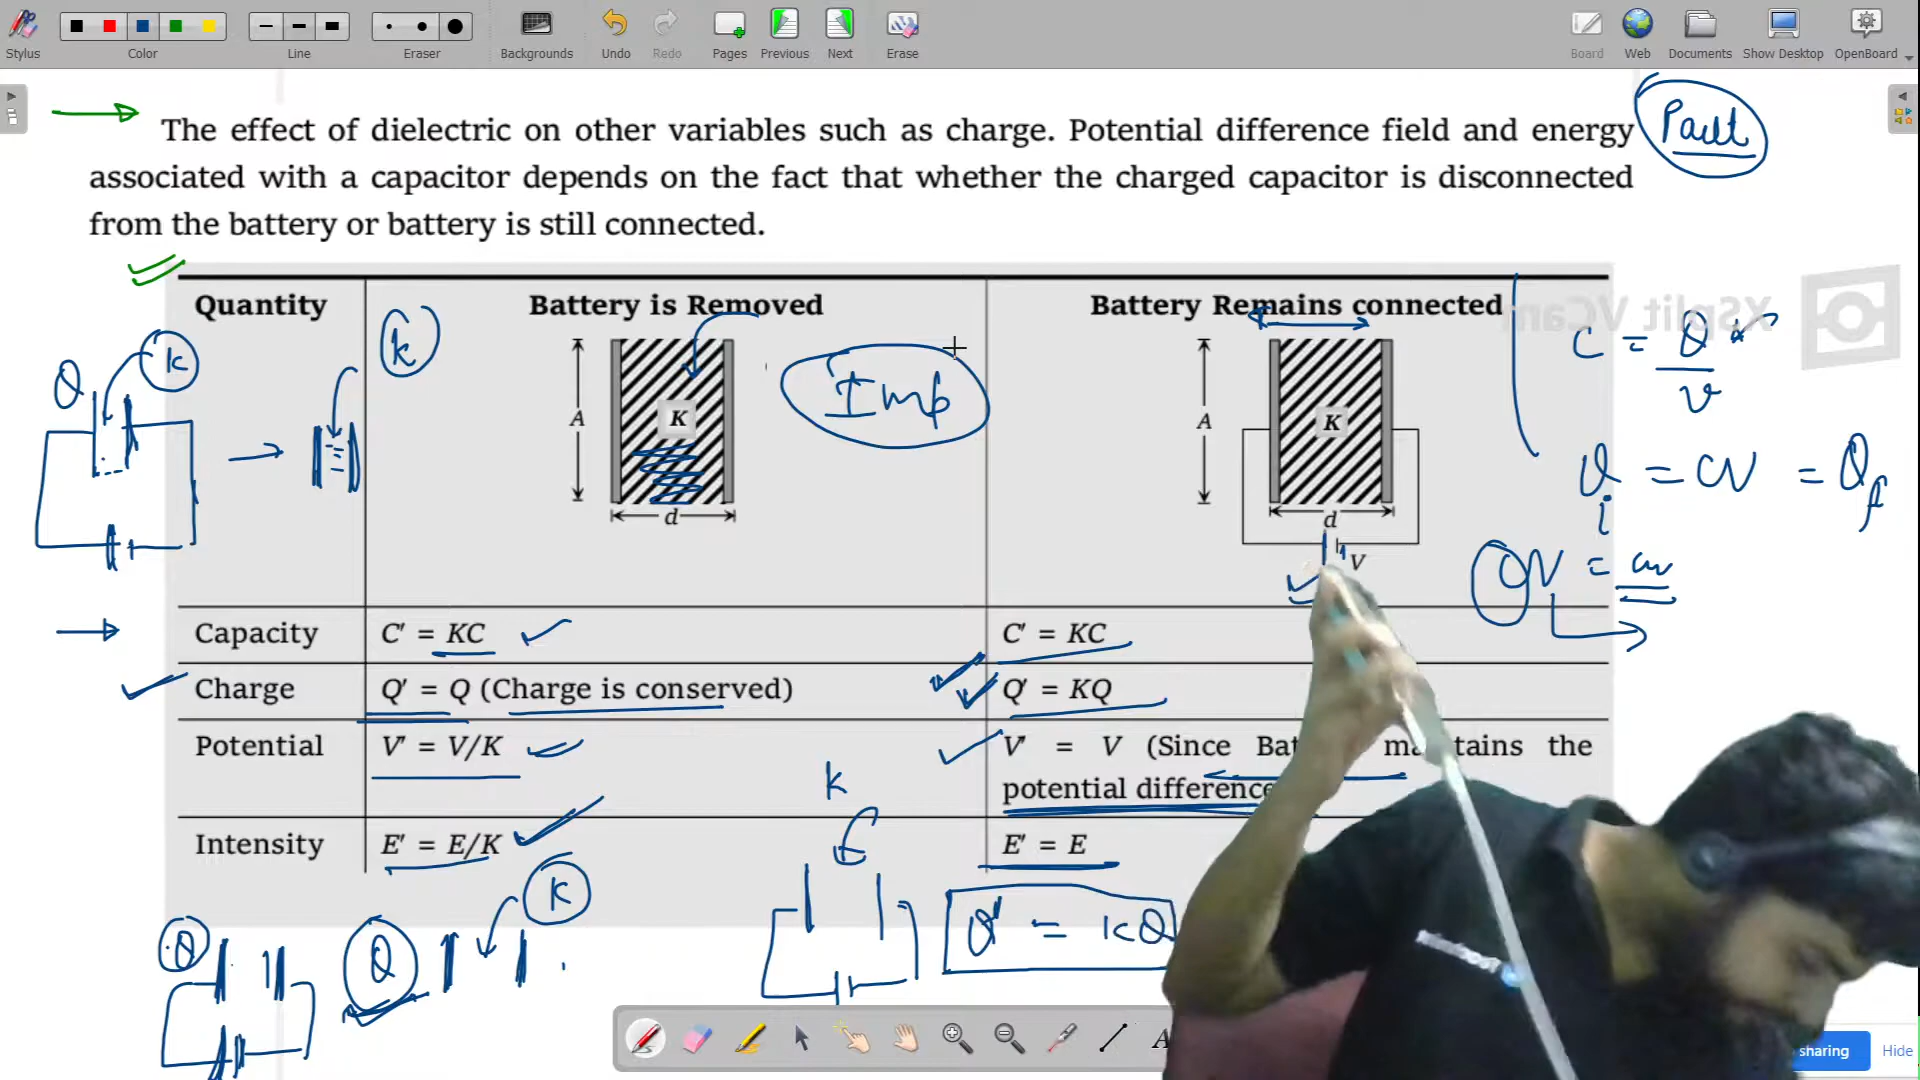 Stylus Color Line Eraser Backgrounds Undo Redo Pages Previous Next Erase Board Web Documents Show Desktop OpenBoard
The effect of dielectric on other variables such as charge. Potential difference field and energy
associated with a capacitor depends on the fact that whether the charged capacitor is disconnected
from the battery or battery is still connected.
Quantity Battery is Removed Battery Remains connected
XSplit VCam
Q k k
A K d
Imp
A K d V
C = Q
V
Q i = CV = Q f
Capacity C' = KC C' = KC
Charge Q' = Q (Charge is conserved) Q' = KQ
Potential V' = V/K V' = V (Since
the
potential difference
Intensity E' = E/K E' = E
k
k
Q Q
Q' = kQ
A
sharing Hide